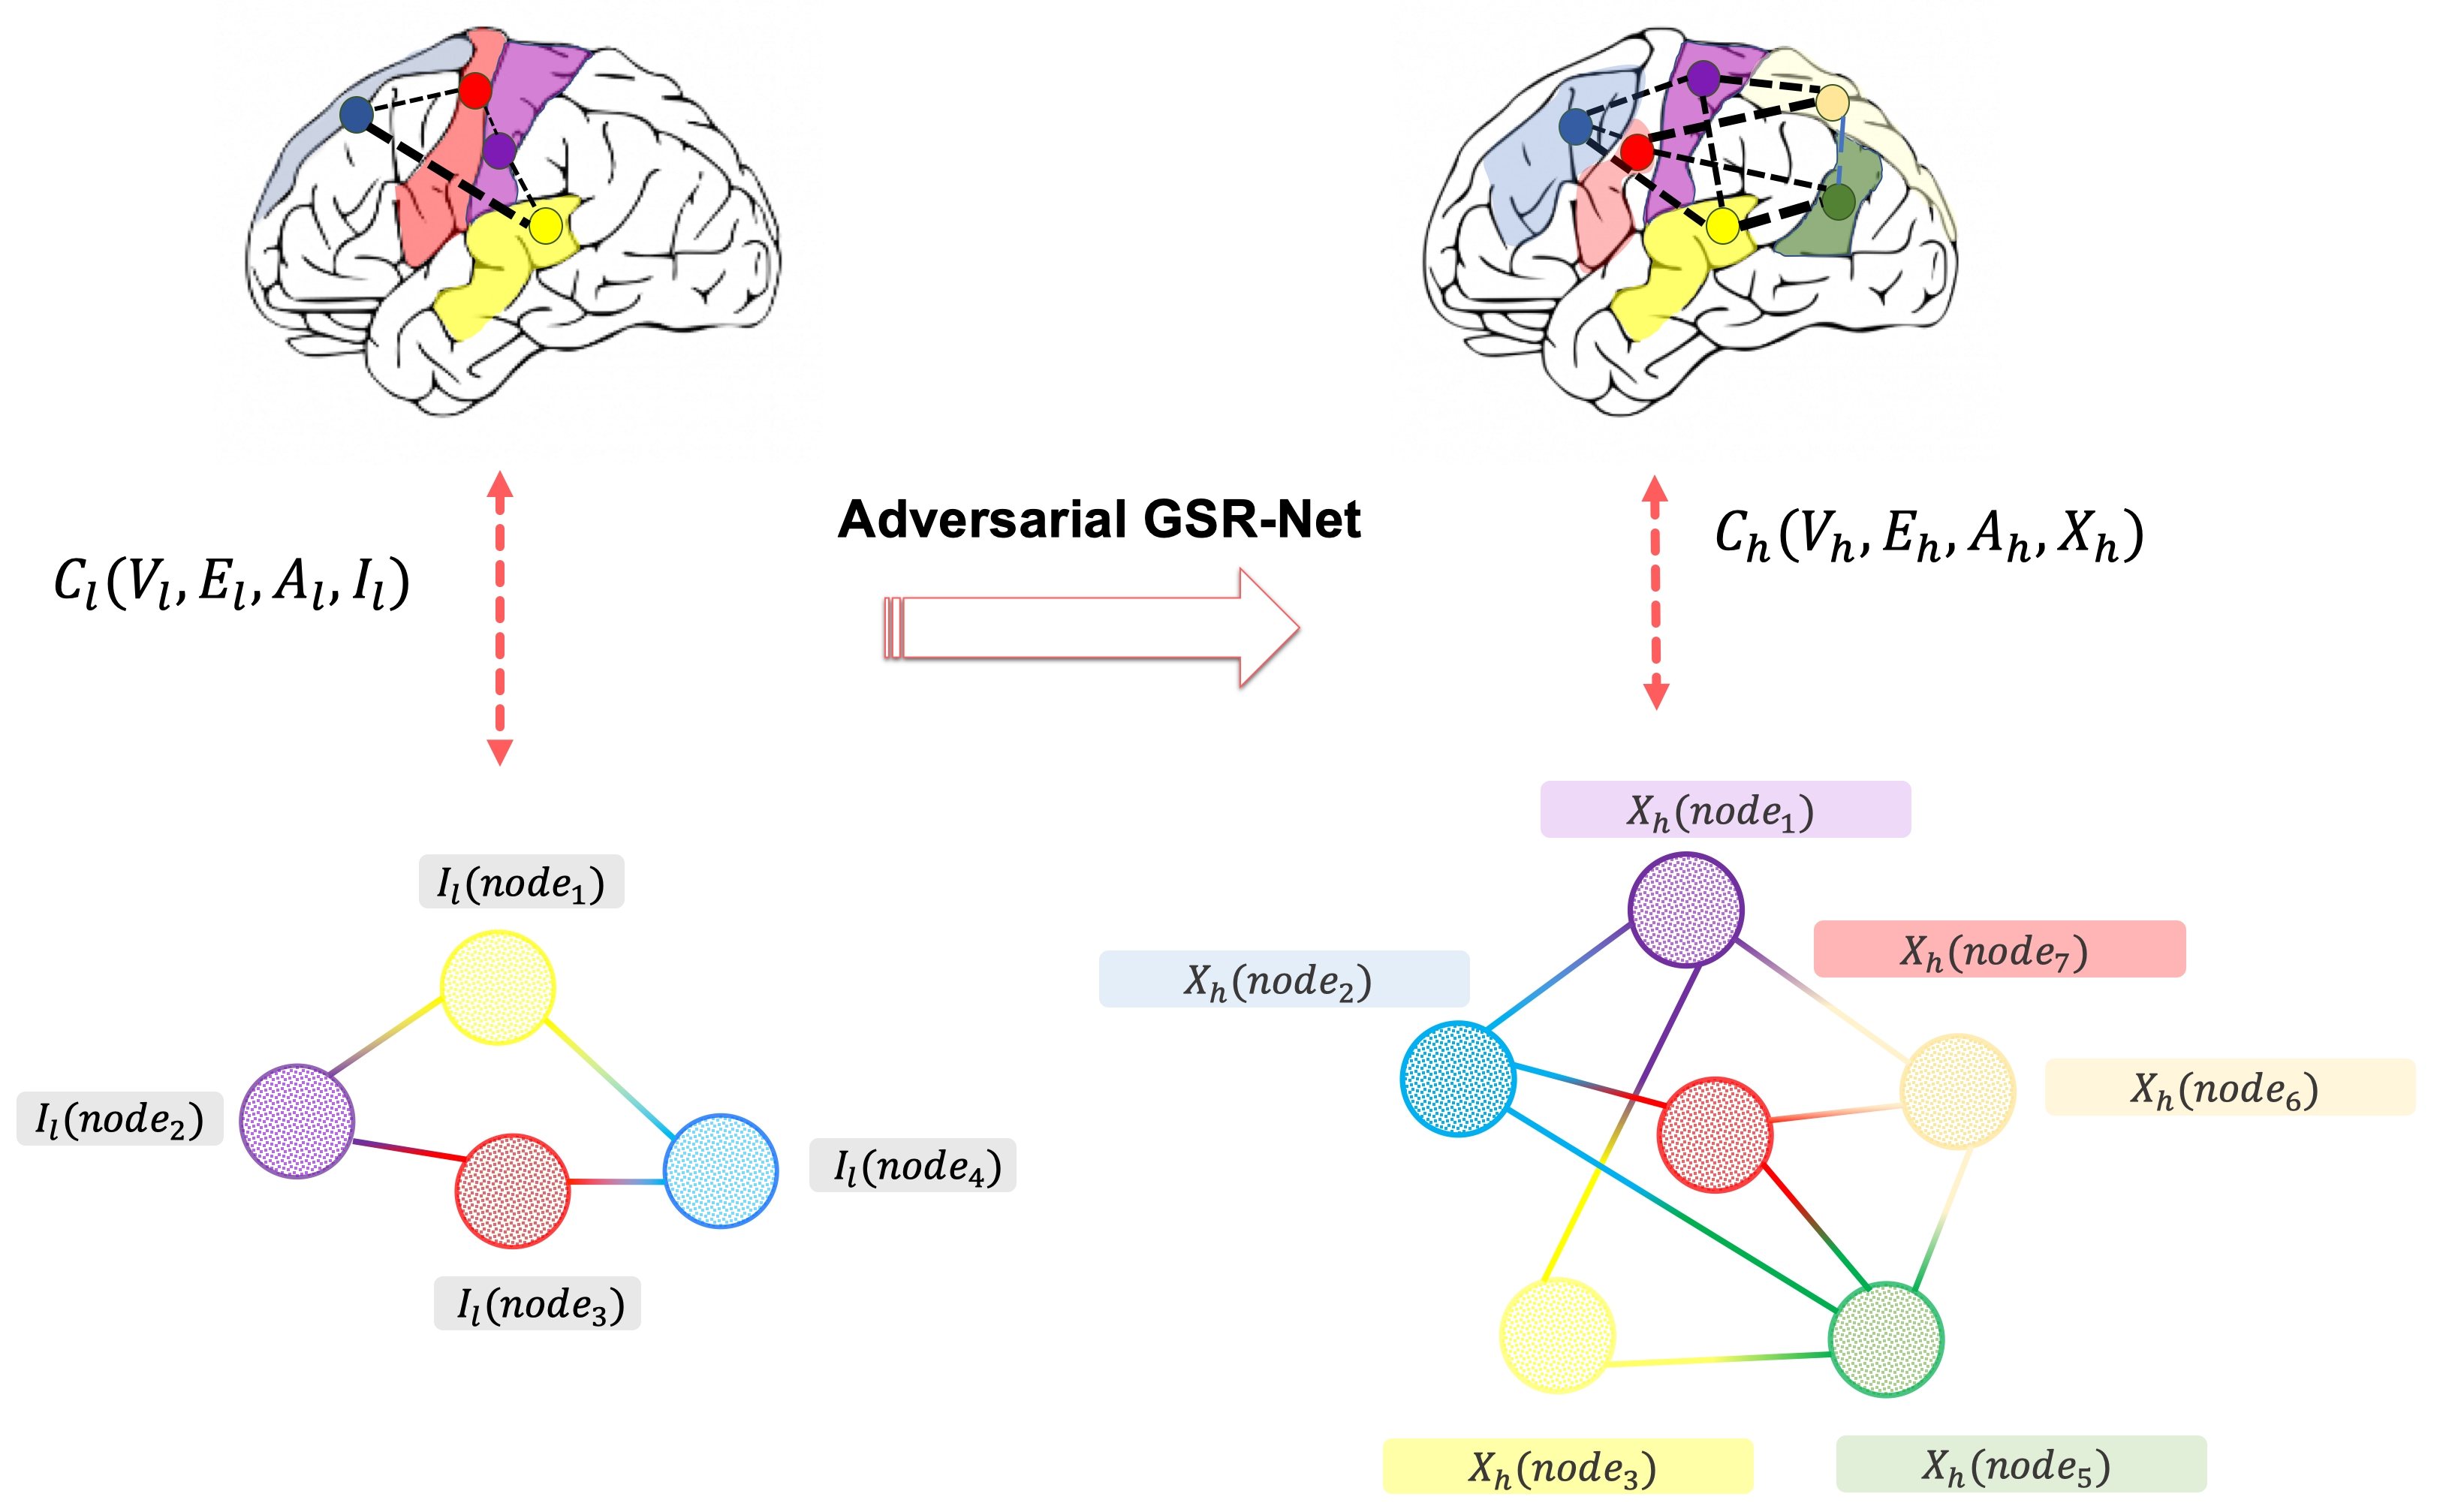 Adversarial GSR-Net
C_l(V_l, E_l, A_l, I_l)
C_h(V_h, E_h, A_h, X_h)
I_l(node_1)
I_l(node_2)
I_l(node_4)
I_l(node_3)
X_h(node_1)
X_h(node_7)
X_h(node_2)
X_h(node_6)
X_h(node_3)
X_h(node_5)